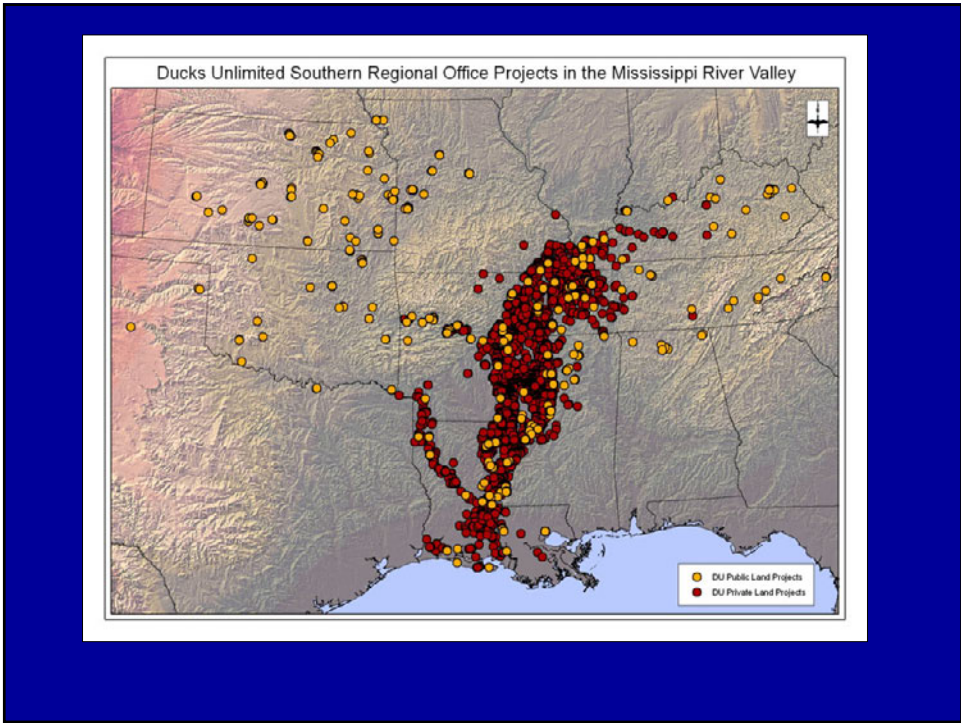 Ducks Unlimited Southern Regional Office Projects in the Mississippi River Valley
DU Public Land Projects
DU Private Land Projects